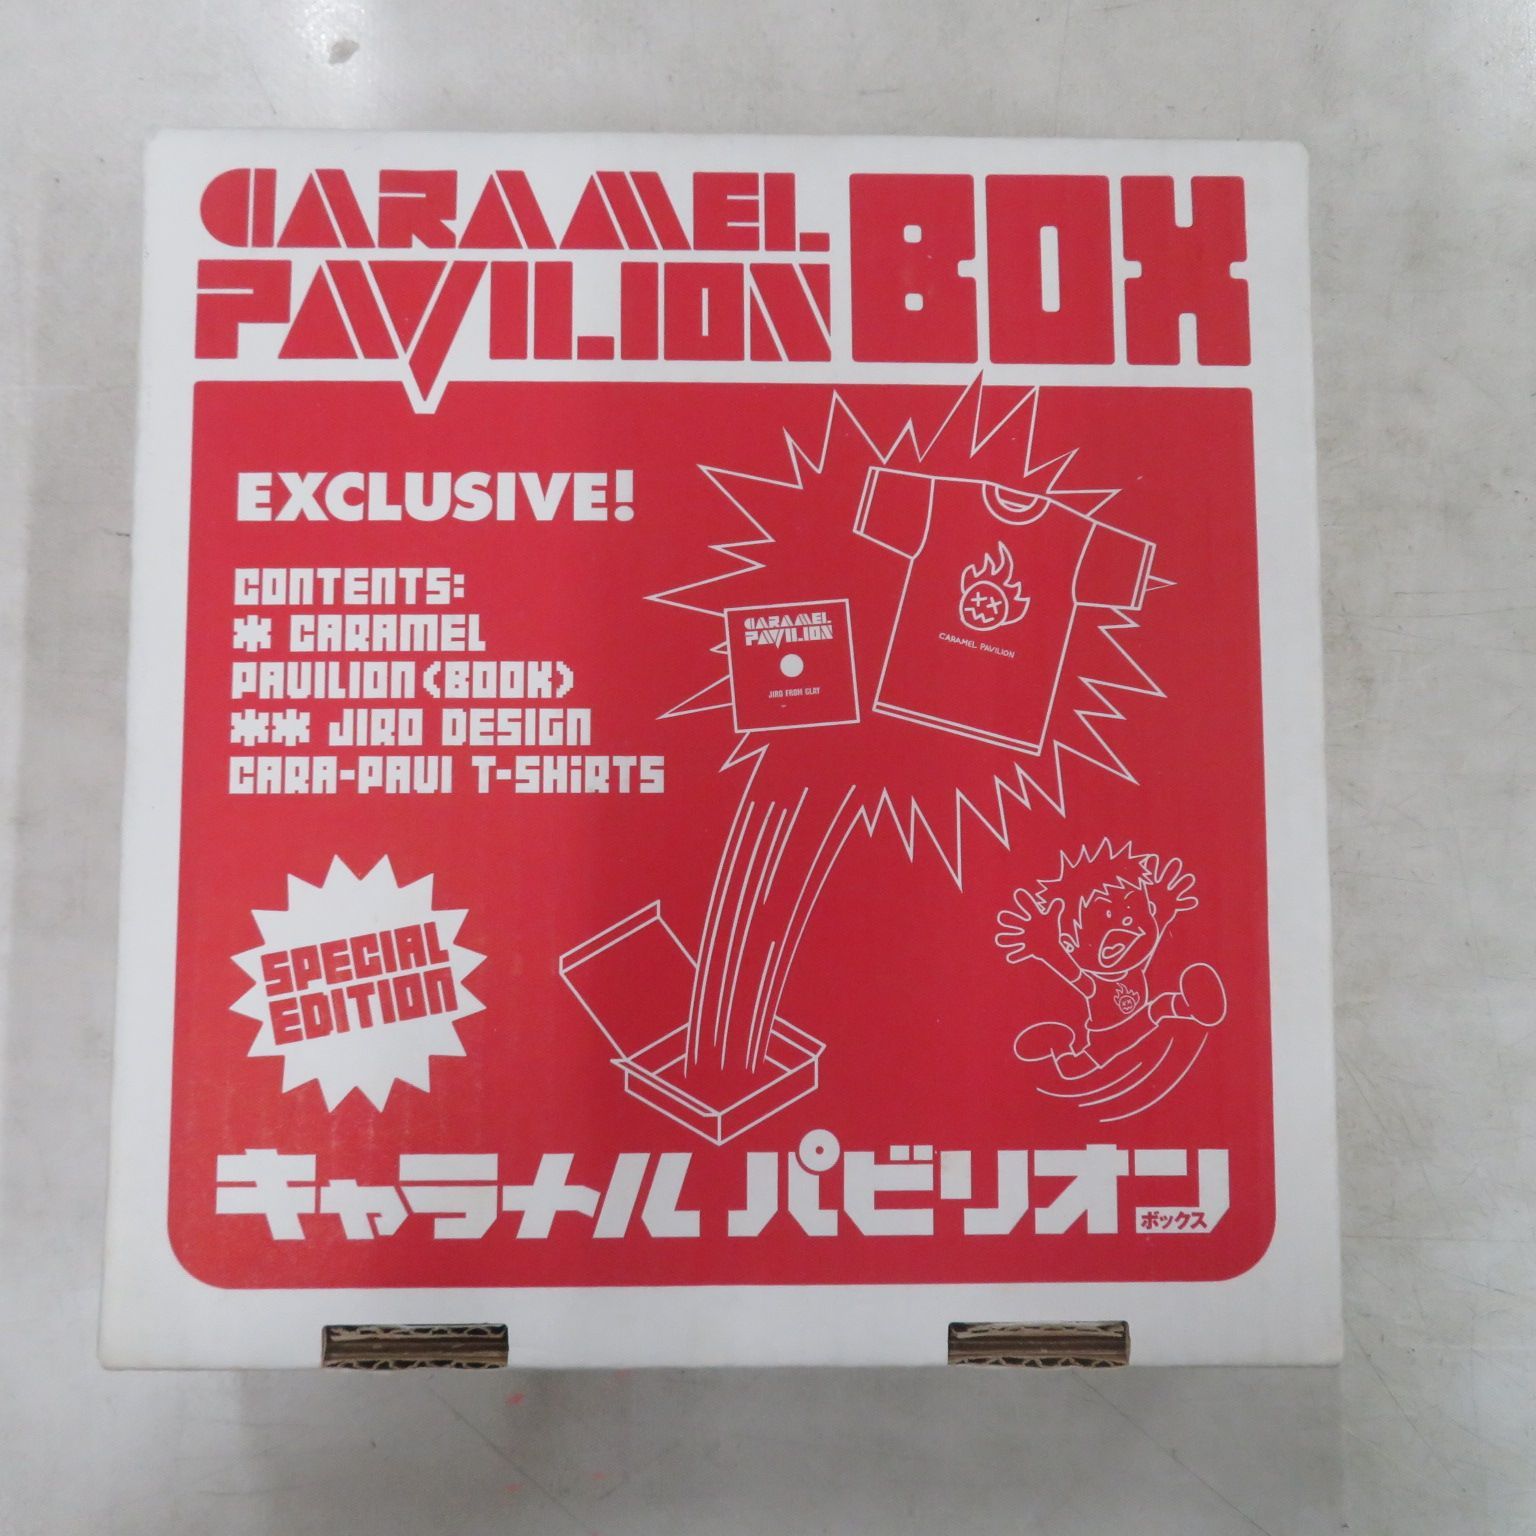 CARAMEL
PAVILION
BOX
EXCLUSIVE!
CONTENTS:
* CARAMEL
PAVILION(BOOK)
** JIRO DESIGN
CARA-PAVI T-SHiRTS
CARAMEL
PAVILION
JIRO FROM GLAY
CARAMEL PAVILION
SPECIAL
EDITION
キャラメル パビリオン
ボックス